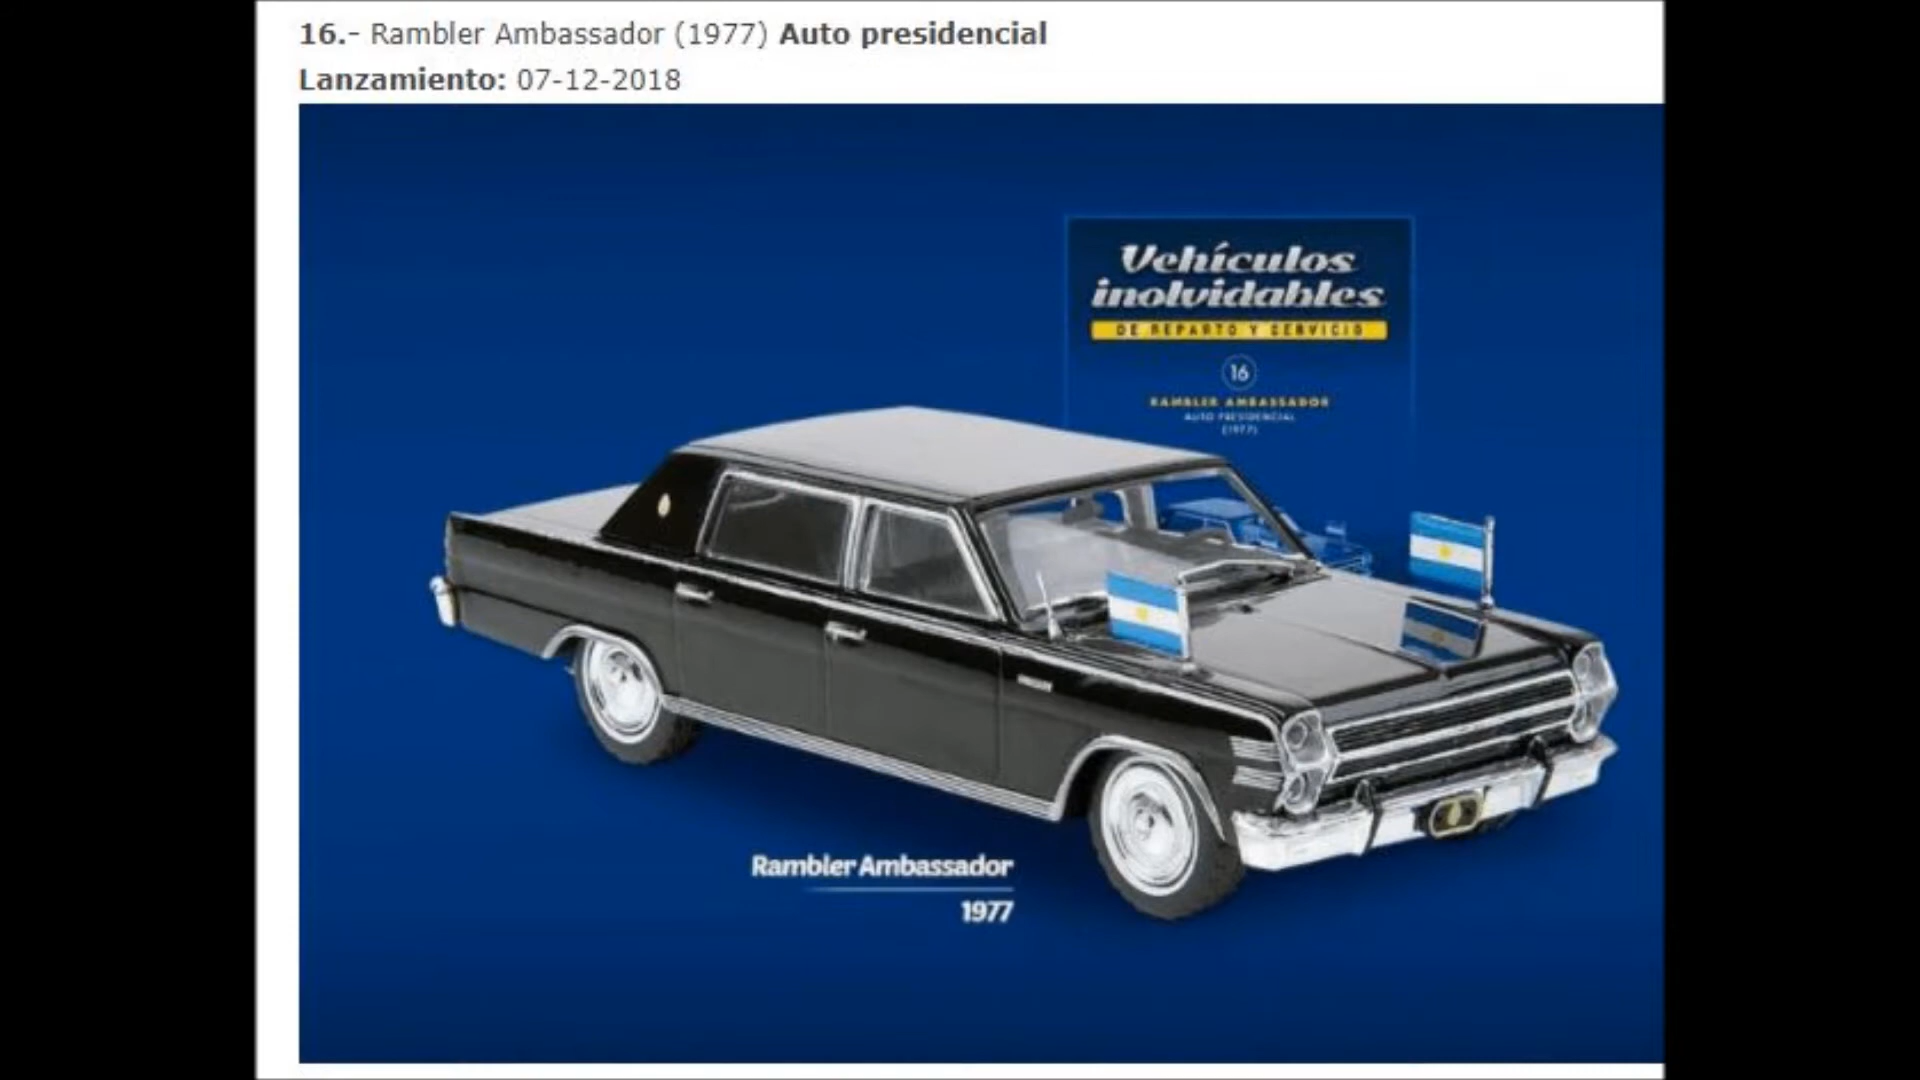 16.- Rambler Ambassador (1977) Auto presidencial
Lanzamiento: 07-12-2018
Vehículos
inolvidables
DE REPARTO Y SERVICIO
16
RAMBLER AMBASSADOR
AUTO PRESIDENCIAL
(1977)
Rambler Ambassador
1977